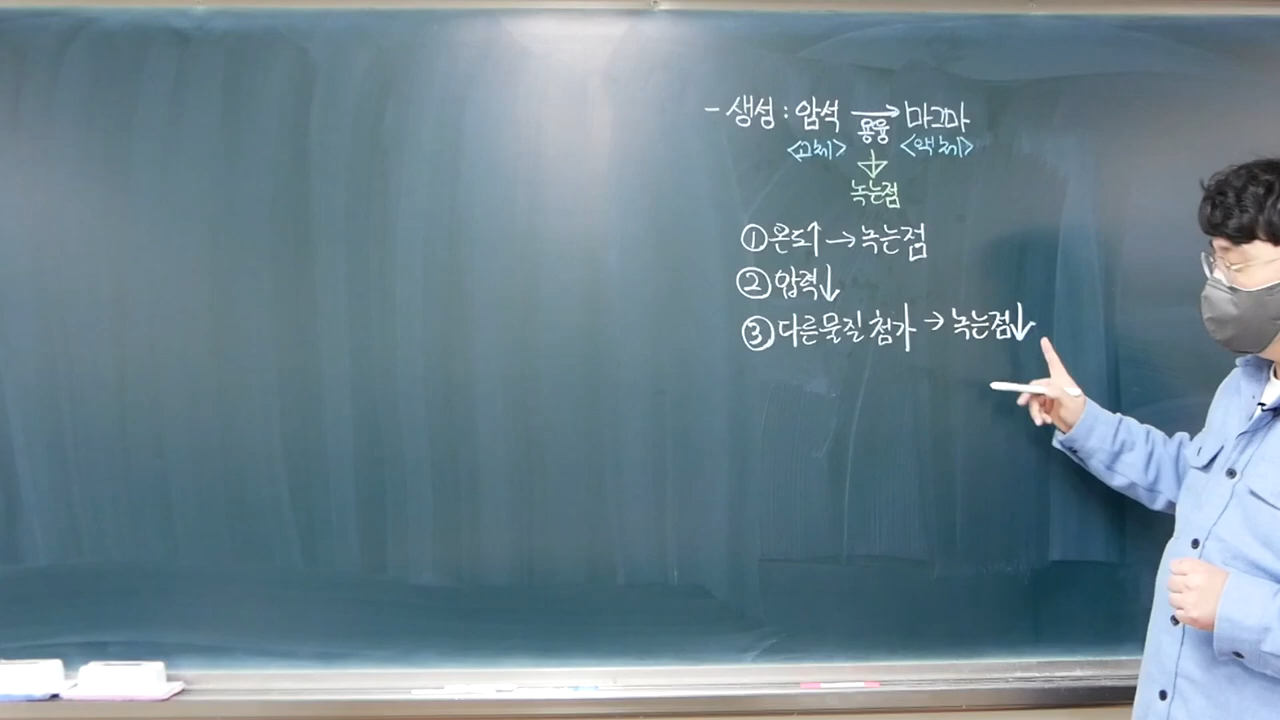 - 생성 : 암석 → 마그마
용융
<고체> <액체>
↓
녹는점
① 온도↑ → 녹는점
② 압력↓
③ 다른물질 첨가 → 녹는점↓